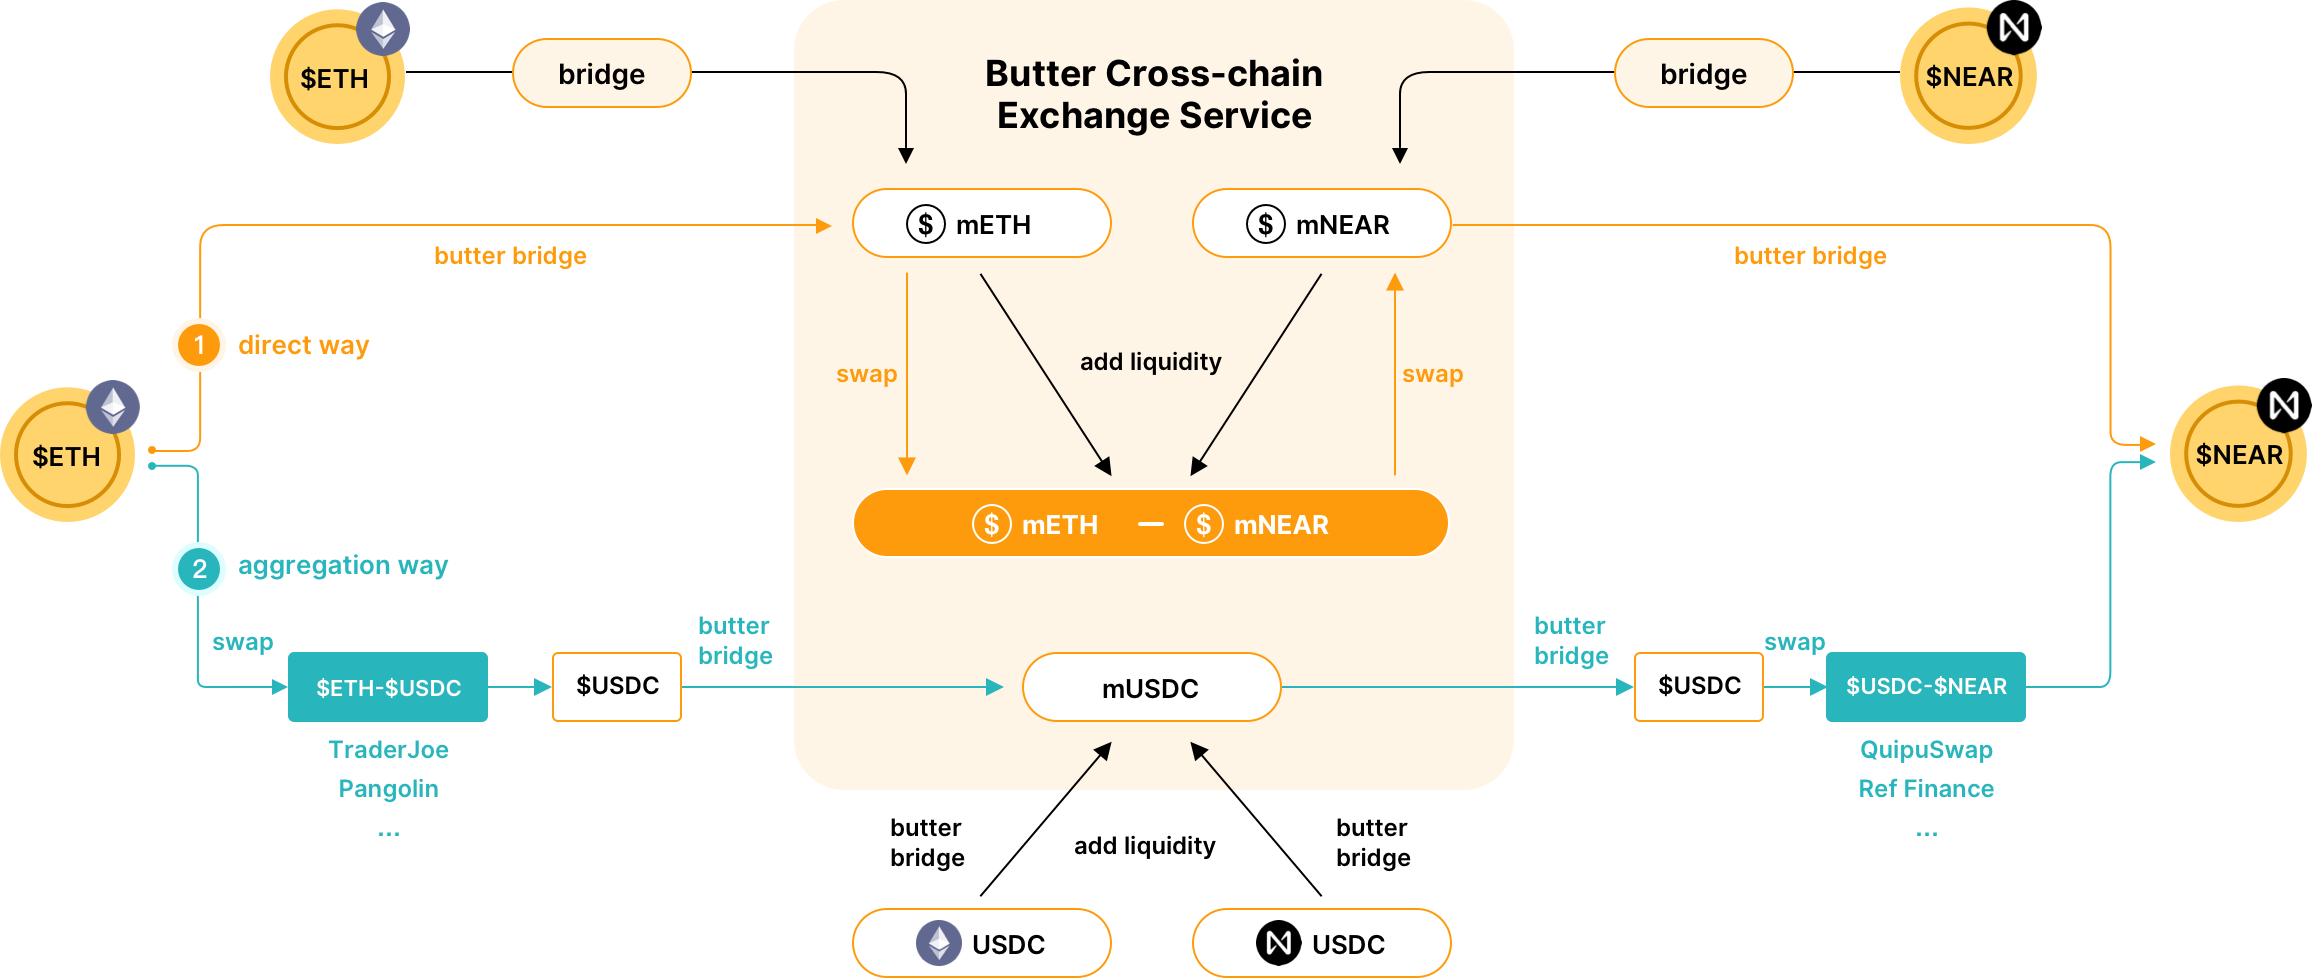 $ETH
bridge
Butter Cross-chain
Exchange Service
bridge
$NEAR
$ mETH
$ mNEAR
butter bridge
butter bridge
1 direct way
swap
add liquidity
swap
$ETH
$NEAR
$ mETH – $ mNEAR
2 aggregation way
swap
butter
bridge
butter
bridge
swap
$ETH-$USDC
$USDC
mUSDC
$USDC
$USDC-$NEAR
TraderJoe
Pangolin
...
QuipuSwap
Ref Finance
...
butter
bridge
add liquidity
butter
bridge
USDC
USDC